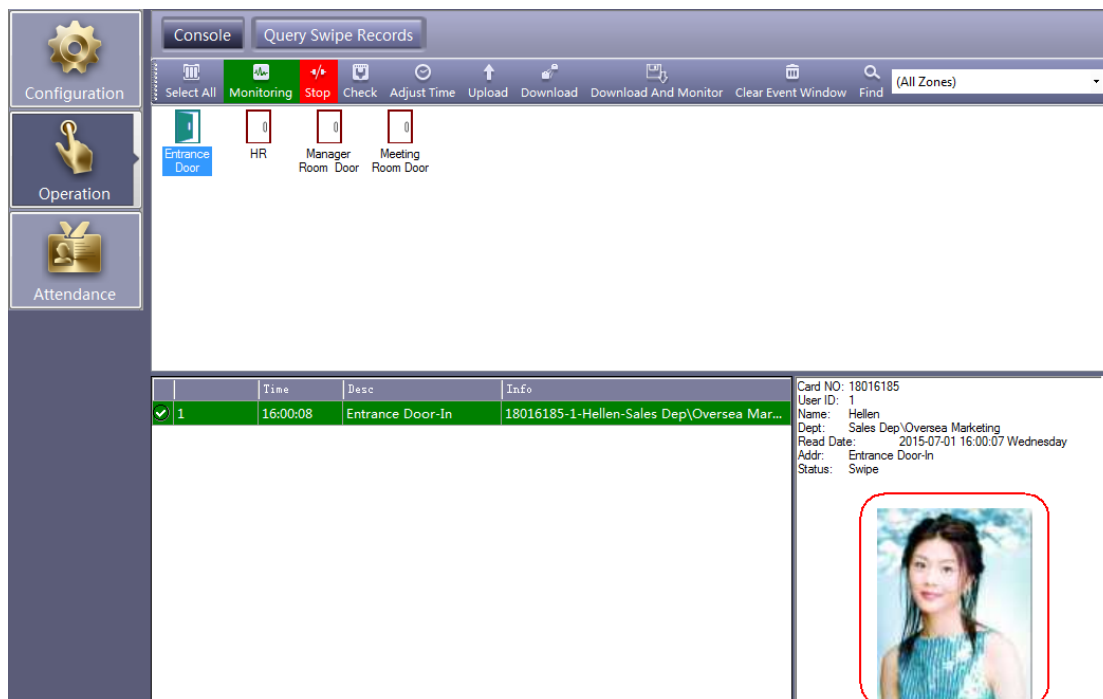 Configuration
Operation
Attendance
Console Query Swipe Records
Select All Monitoring Stop Check Adjust Time Upload Download Download And Monitor Clear Event Window Find (All Zones)
Entrance Door
HR
Manager Room Door
Meeting Room Door
Time Desc Info
1 16:00:08 Entrance Door-In 18016185-1-Hellen-Sales Dep\Oversea Mar...
Card NO: 18016185
User ID: 1
Name: Hellen
Dept: Sales Dep\Oversea Marketing
Read Date: 2015-07-01 16:00:07 Wednesday
Addr: Entrance Door-In
Status: Swipe